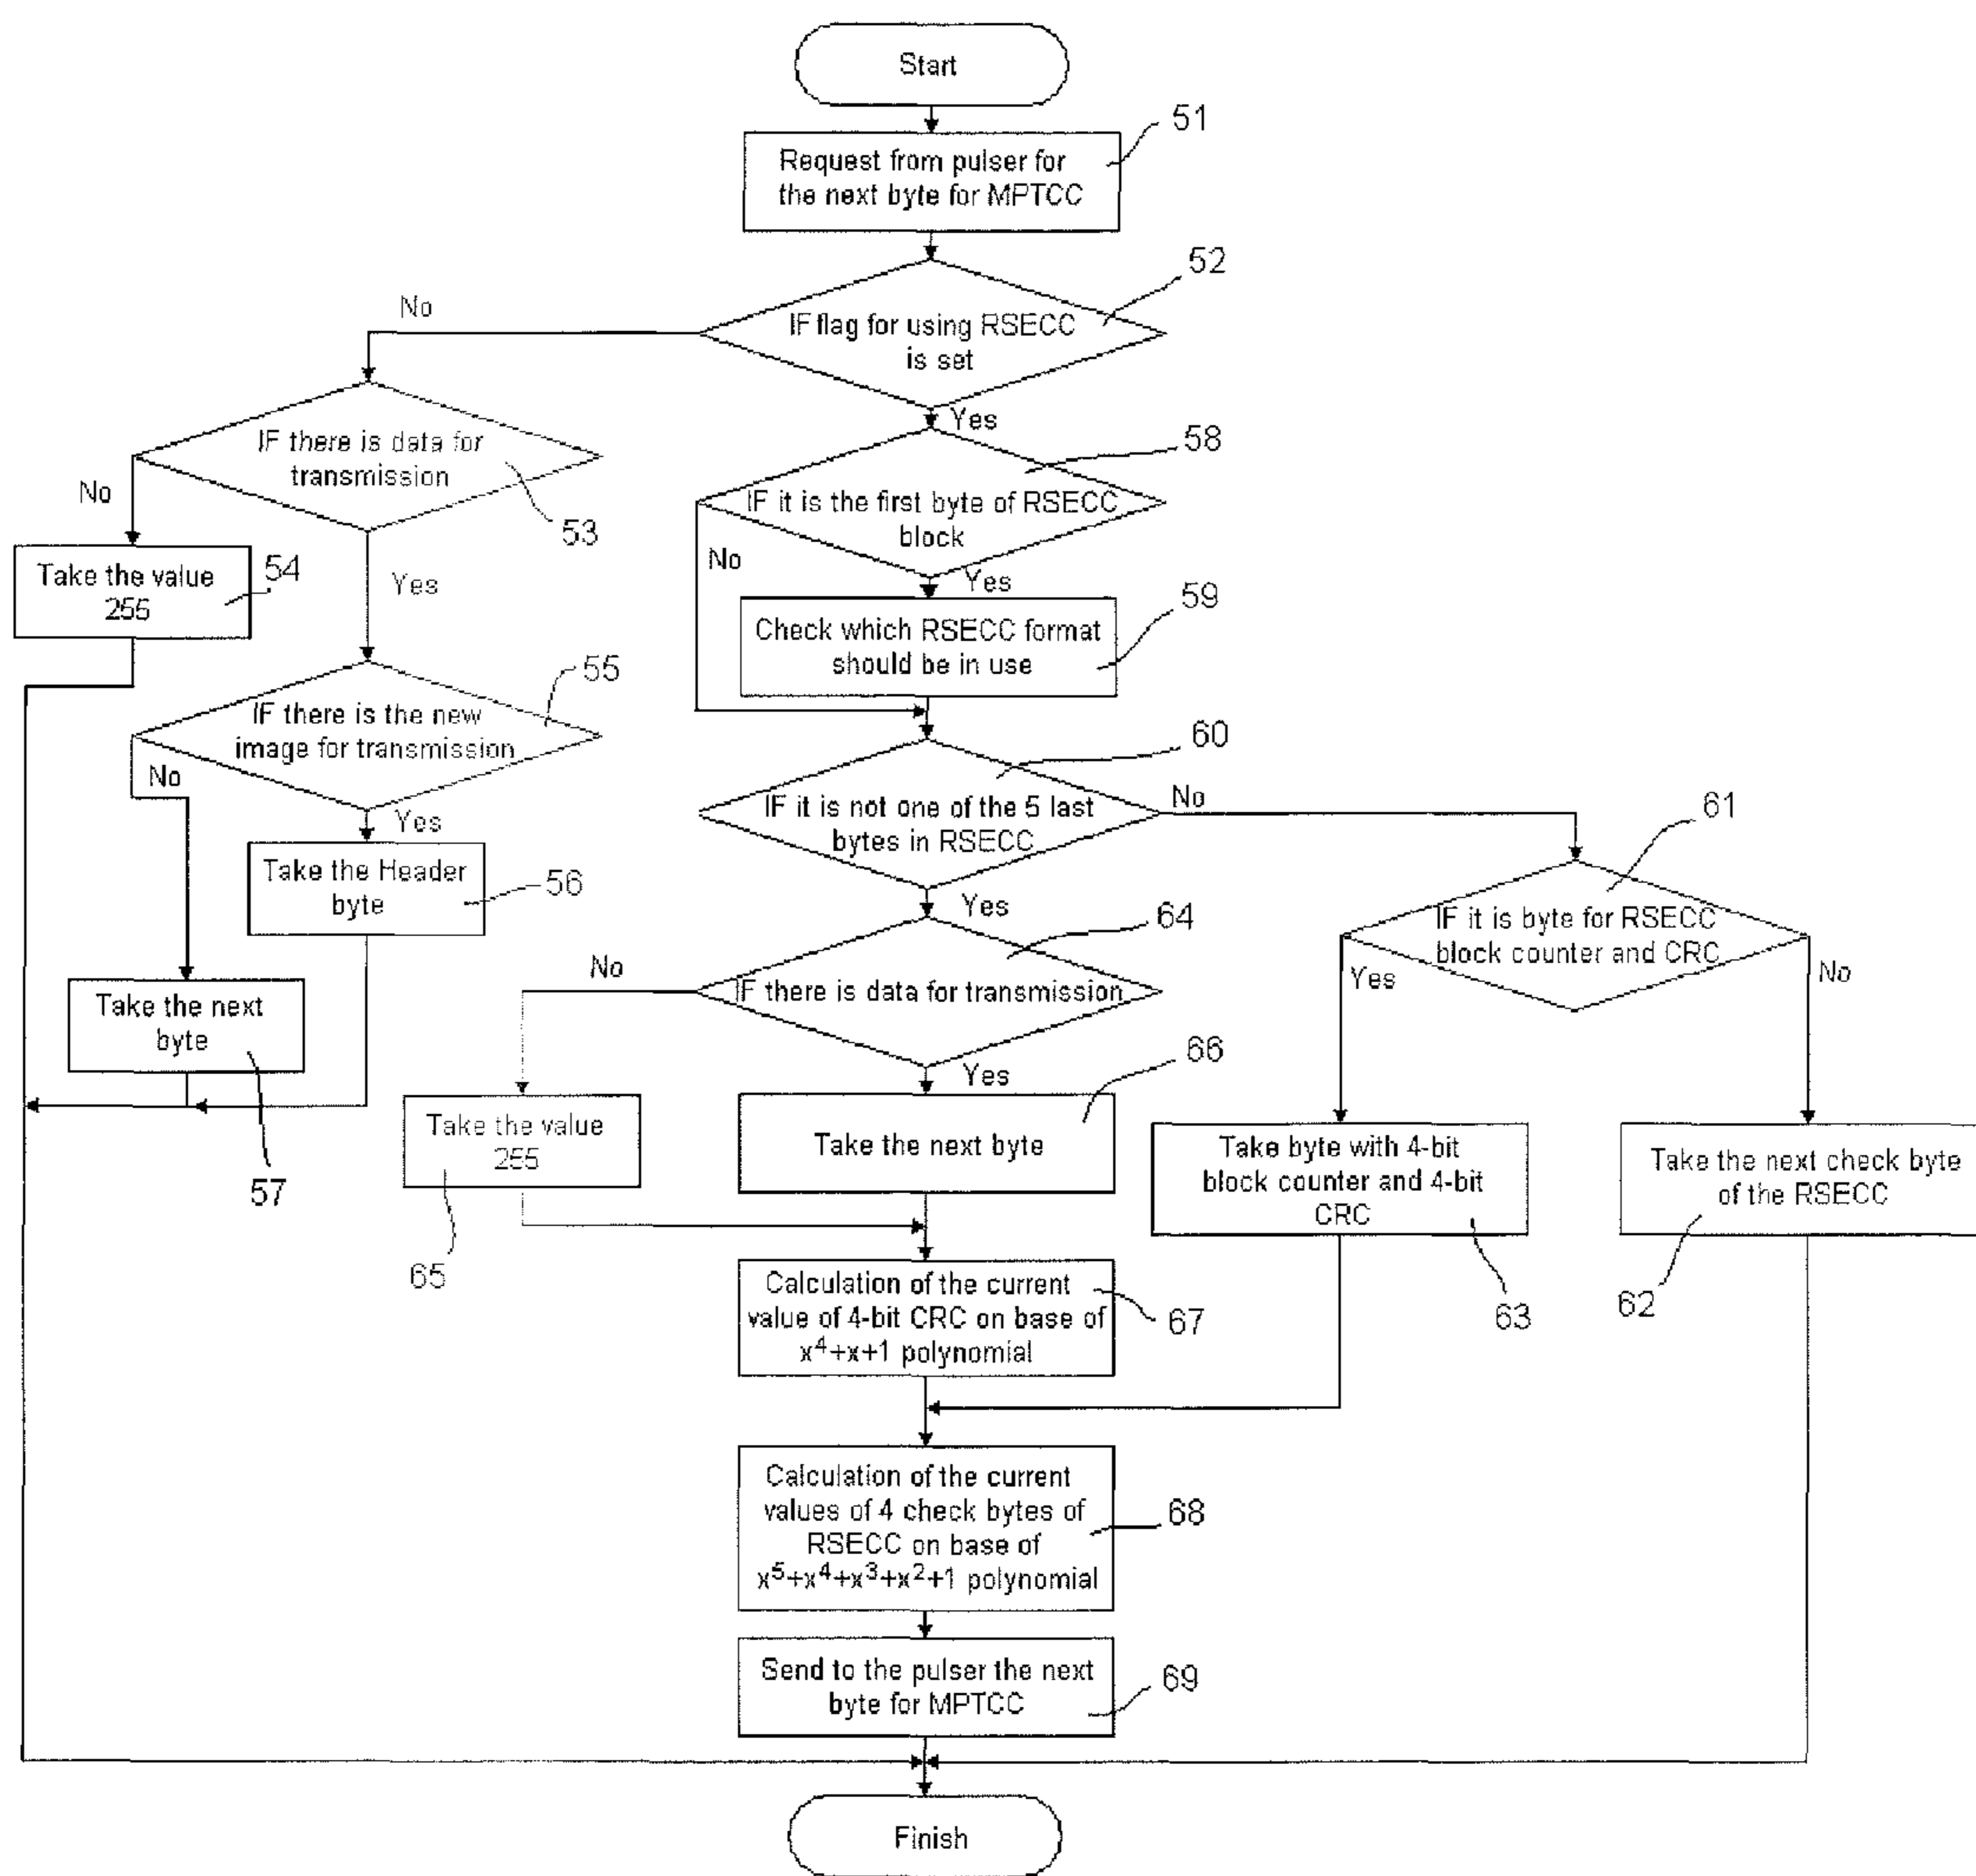 Start
51
Request from pulser for
the next byte for MPTCC
52
No
IF flag for using RSECC
is set
Yes
IF there is data for
transmission
53
No
Yes
54
Take the value
255
58
IF it is the first byte of RSECC
block
No
Yes
59
Check which RSECC format
should be in use
55
IF there is the new
image for transmission
No
Yes
Take the Header
byte
56
Take the next
byte
57
60
IF it is not one of the 5 last
bytes in RSECC
No
Yes
61
IF it is byte for RSECC
block counter and CRC
Yes
No
64
No
IF there is data for transmission
Yes
66
Take the value
255
65
Take the next byte
Take byte with 4-bit
block counter and 4-bit
CRC
63
Take the next check byte
of the RSECC
62
Calculation of the current
value of 4-bit CRC on base of
x⁴+x+1 polynomial
67
Calculation of the current
values of 4 check bytes of
RSECC on base of
x⁵+x⁴+x³+x²+1 polynomial
68
Send to the pulser the next
byte for MPTCC
69
Finish